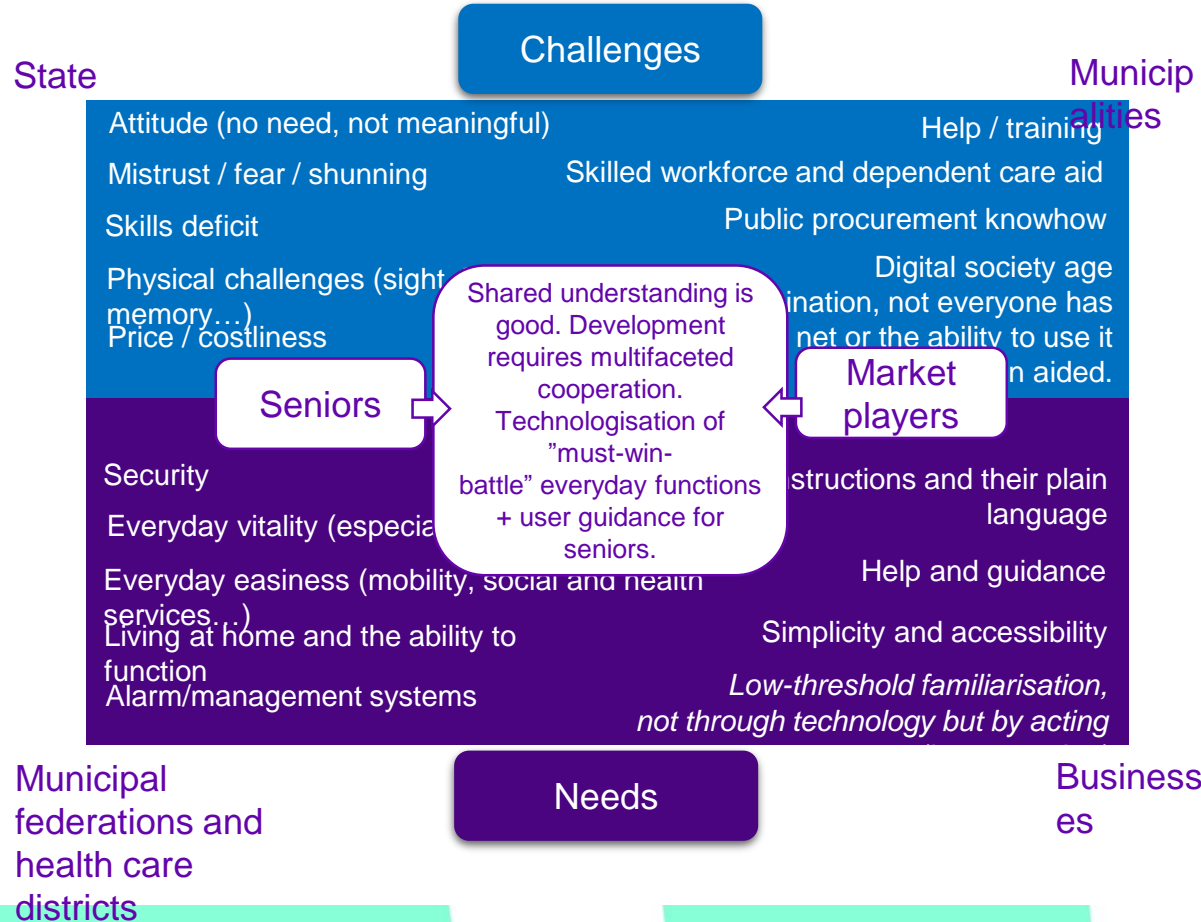 Challenges
State
Municip
alities
Attitude (no need, not meaningful)
Mistrust / fear / shunning
Skills deficit
Physical challenges (sight
memory…)
Price / costliness
Help / training
Skilled workforce and dependent care aid
Public procurement knowhow
Digital society age
ination, not everyone has
net or the ability to use it
n aided.
Seniors
Shared understanding is
good. Development
requires multifaceted
cooperation.
Technologisation of
”must-win-
battle” everyday functions
+ user guidance for
seniors.
Market
players
Security
Everyday vitality (especia
Everyday easiness (mobility, social and health
services…)
Living at home and the ability to
function
Alarm/management systems
structions and their plain
language
Help and guidance
Simplicity and accessibility
Low-threshold familiarisation,
not through technology but by acting
Needs
Municipal
federations and
health care
districts
Business
es